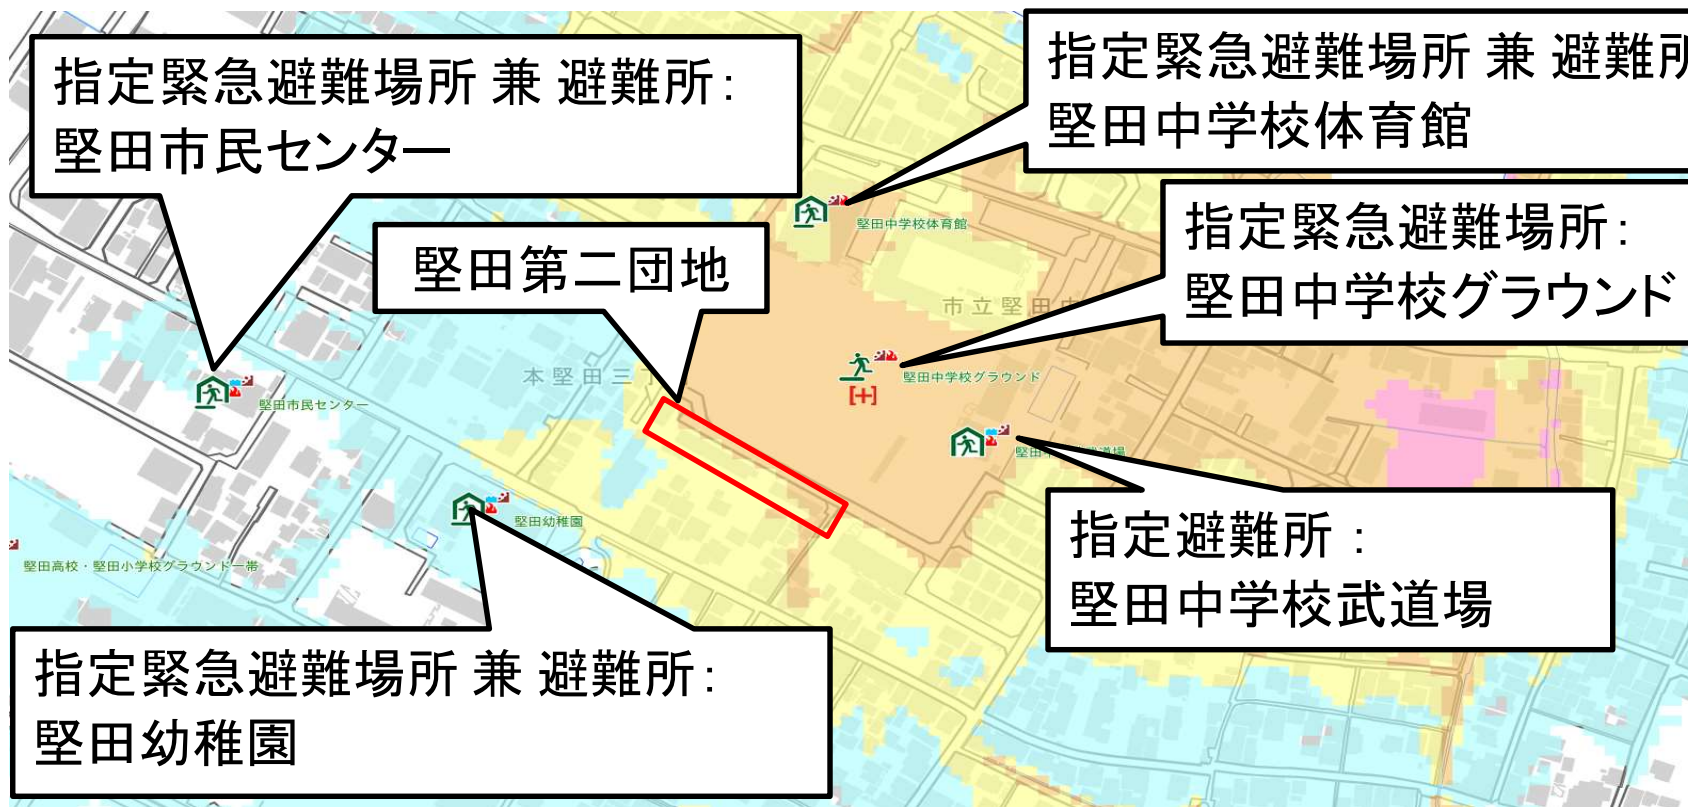 指定緊急避難場所 兼 避難所：
堅田市民センター
指定緊急避難場所 兼 避難所
堅田中学校体育館
堅田中学校体育館
指定緊急避難場所：
堅田中学校グラウンド
堅田第二団地
市立堅田中
本堅田三丁
堅田中学校グラウンド
[+]
堅田市民センター
堅田幼稚園
堅田高校・堅田小学校グラウンド一帯
指定避難所：
堅田中学校武道場
指定緊急避難場所 兼 避難所：
堅田幼稚園